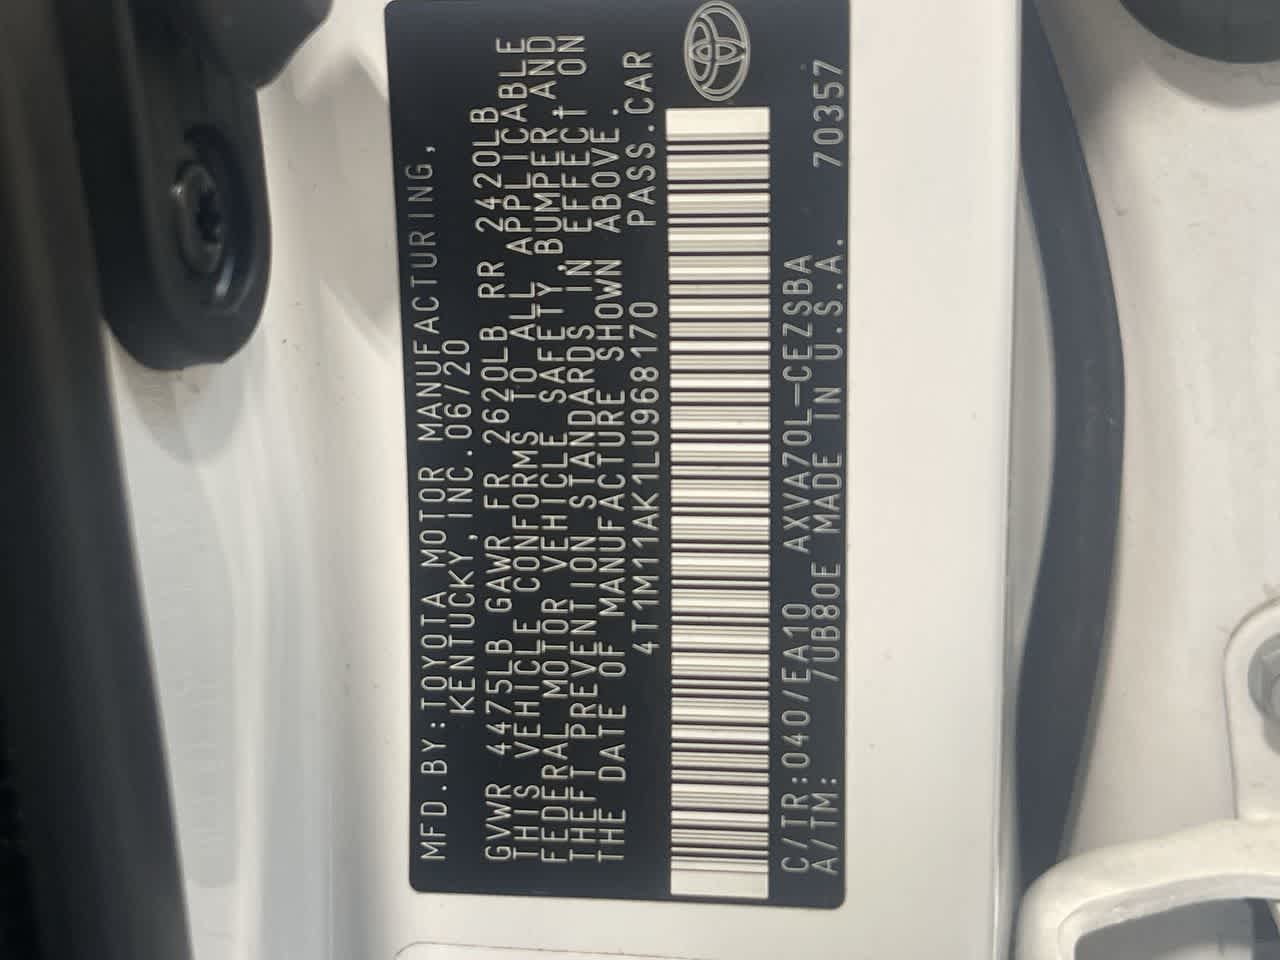 MFD.BY:TOYOTA MOTOR MANUFACTURING,
KENTUCKY, INC.06/20
GVWR 4475LB GAWR FR 2620LB RR 2420LB
THIS VEHICLE CONFORMS TO ALL APPLICABLE
FEDERAL MOTOR VEHICLE SAFETY,BUMPER,AND
THEFT PREVENTION STANDARDS IN EFFECT ON
THE DATE OF MANUFACTURE SHOWN ABOVE.
4T1M11AK1LU968170 PASS.CAR
C/TR:040/EA10 AXVA70L-CEZSBA
A/TM: /UB80E MADE IN U.S.A. 70357